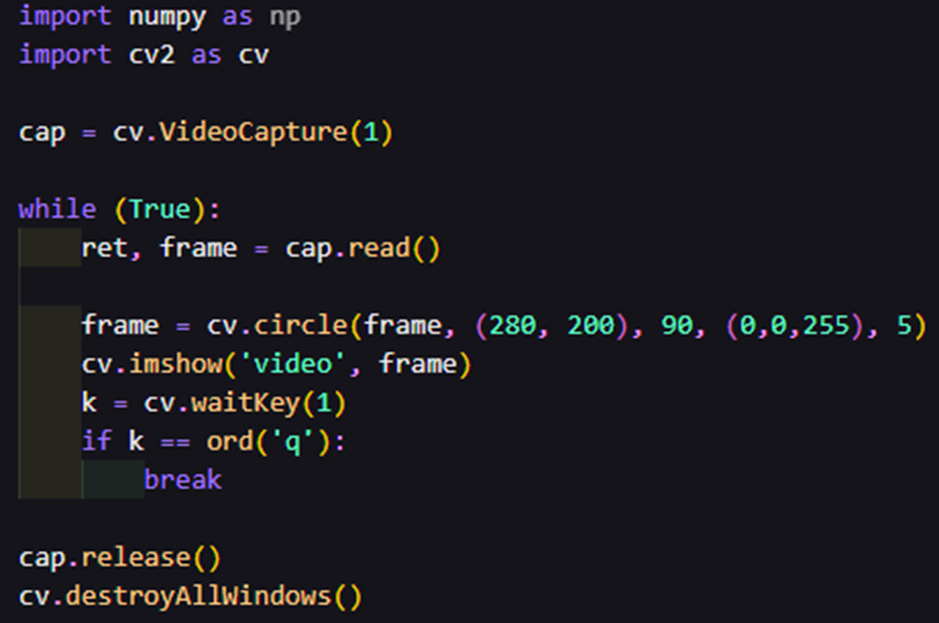 import numpy as np
import cv2 as cv

cap = cv.VideoCapture(1)

while (True):
    ret, frame = cap.read()

    frame = cv.circle(frame, (280, 200), 90, (0,0,255), 5)
    cv.imshow('video', frame)
    k = cv.waitKey(1)
    if k == ord('q'):
        break

cap.release()
cv.destroyAllWindows()